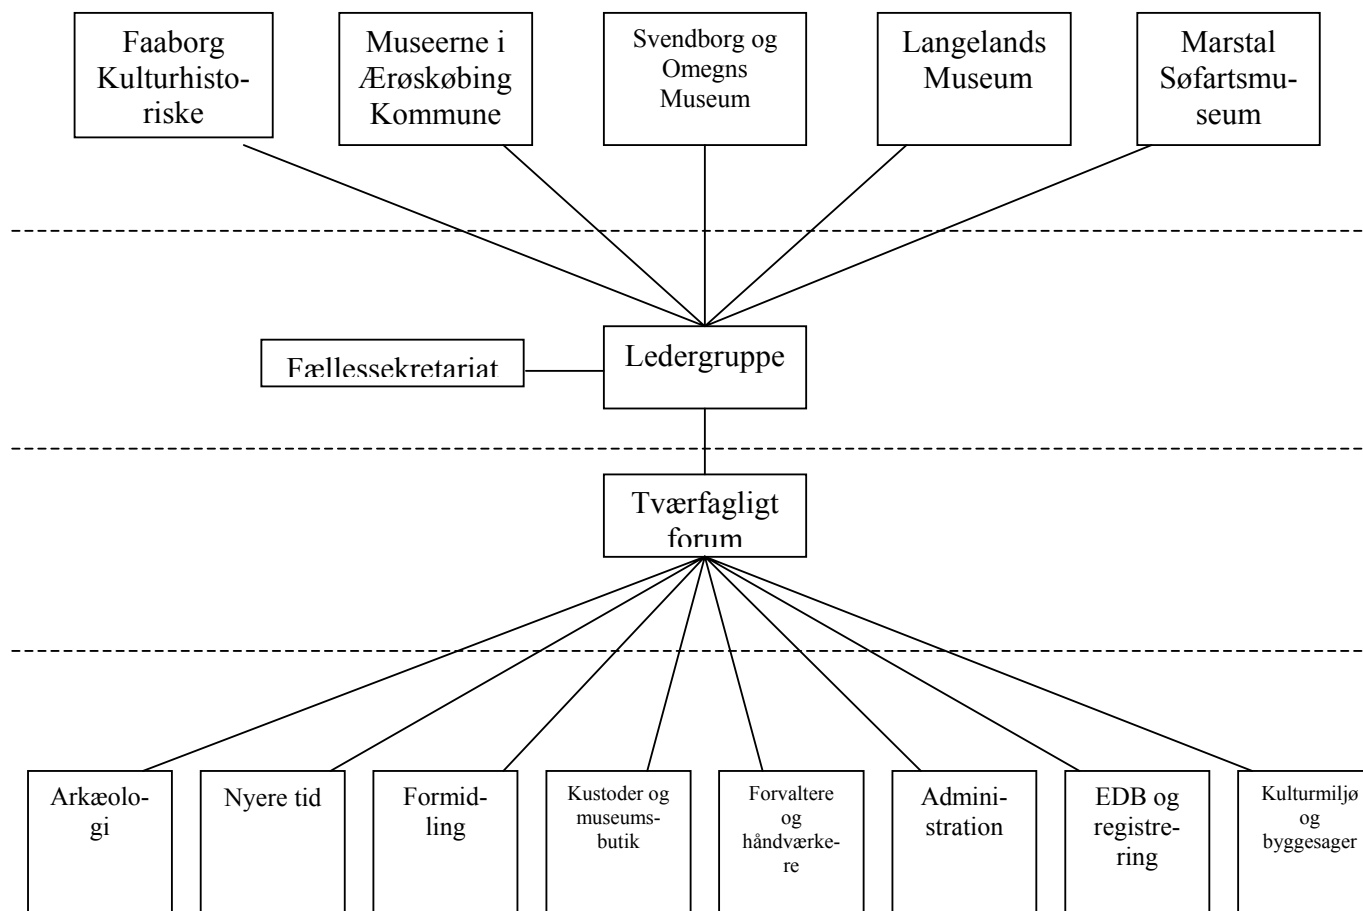 Faaborg
Kulturhisto-
riske
Museerne i
Ærøskøbing
Kommune
Svendborg og
Omegns
Museum
Langelands
Museum
Marstal
Søfartsmu-
seum
Fællessekretariat
Ledergruppe
Tværfagligt
forum
Arkæolo-
gi
Nyere tid
Formid-
ling
Kustoder og
museums-
butik
Forvaltere
og
håndværke-
re
Admini-
stration
EDB og
registre-
ring
Kulturmiljø
og
byggesager